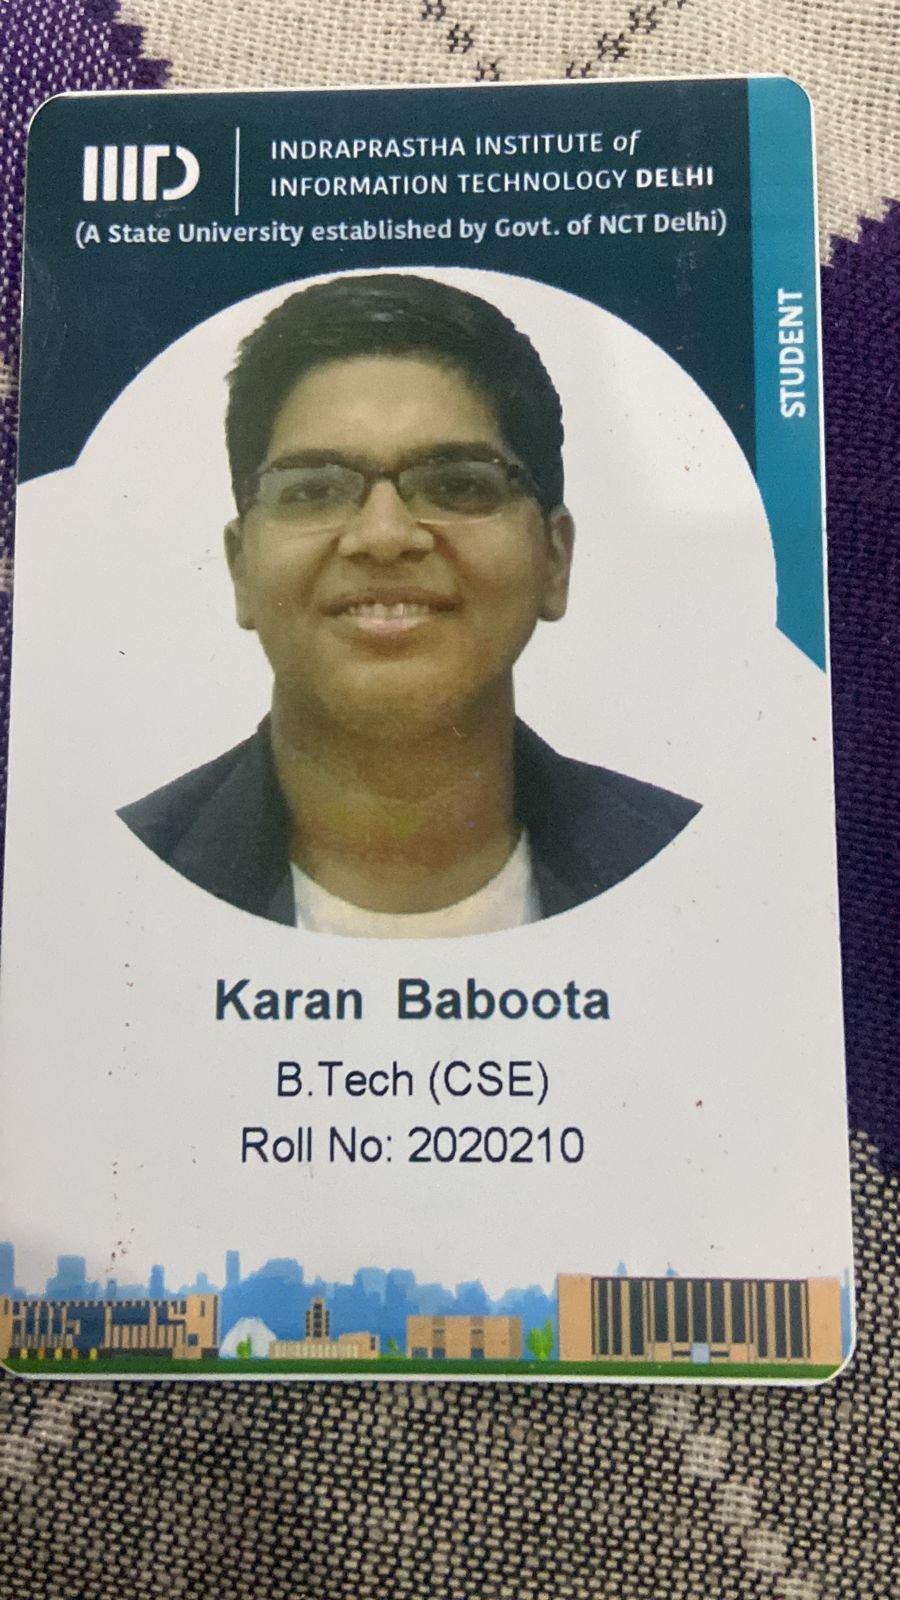 IIITD
INDRAPRASTHA INSTITUTE of
INFORMATION TECHNOLOGY DELHI
(A State University established by Govt. of NCT Delhi)
STUDENT
Karan Baboota
B.Tech (CSE)
Roll No: 2020210